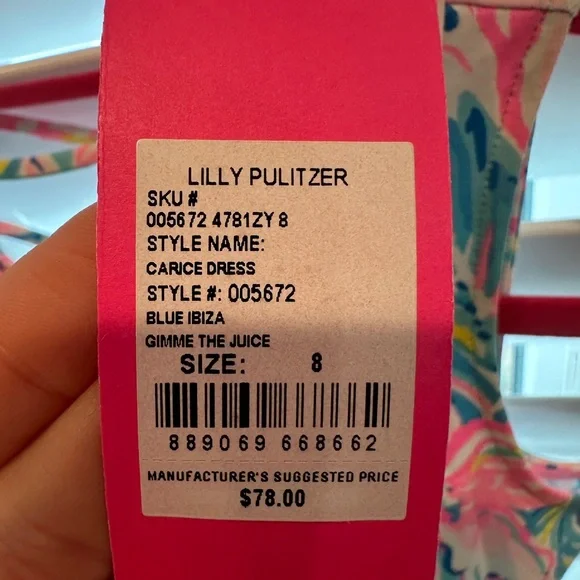 LILLY PULITZER
SKU #
005672 4781ZY 8
STYLE NAME:
CARICE DRESS
STYLE #: 005672
BLUE IBIZA
GIMME THE JUICE
SIZE: 8
889069 668662
MANUFACTURER'S SUGGESTED PRICE
$78.00